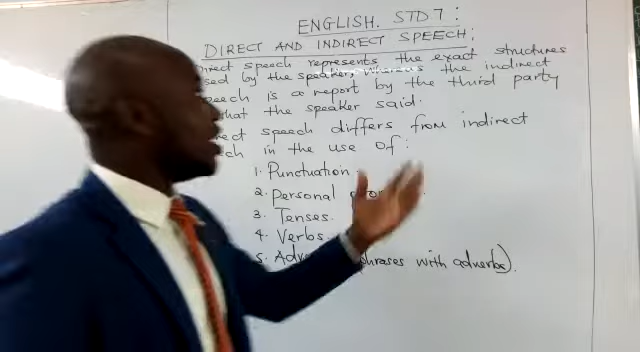 ENGLISH. STD 7:
DIRECT AND INDIRECT SPEECH;
speech represents the exact structures
by the speaker, whereas the indirect
is a report by the third party
what the speaker said.
speech differs from indirect
in the use of:
1. Punctuation
2. Personal
3. Tenses.
4. Verbs.
5. phrases with adverbs).